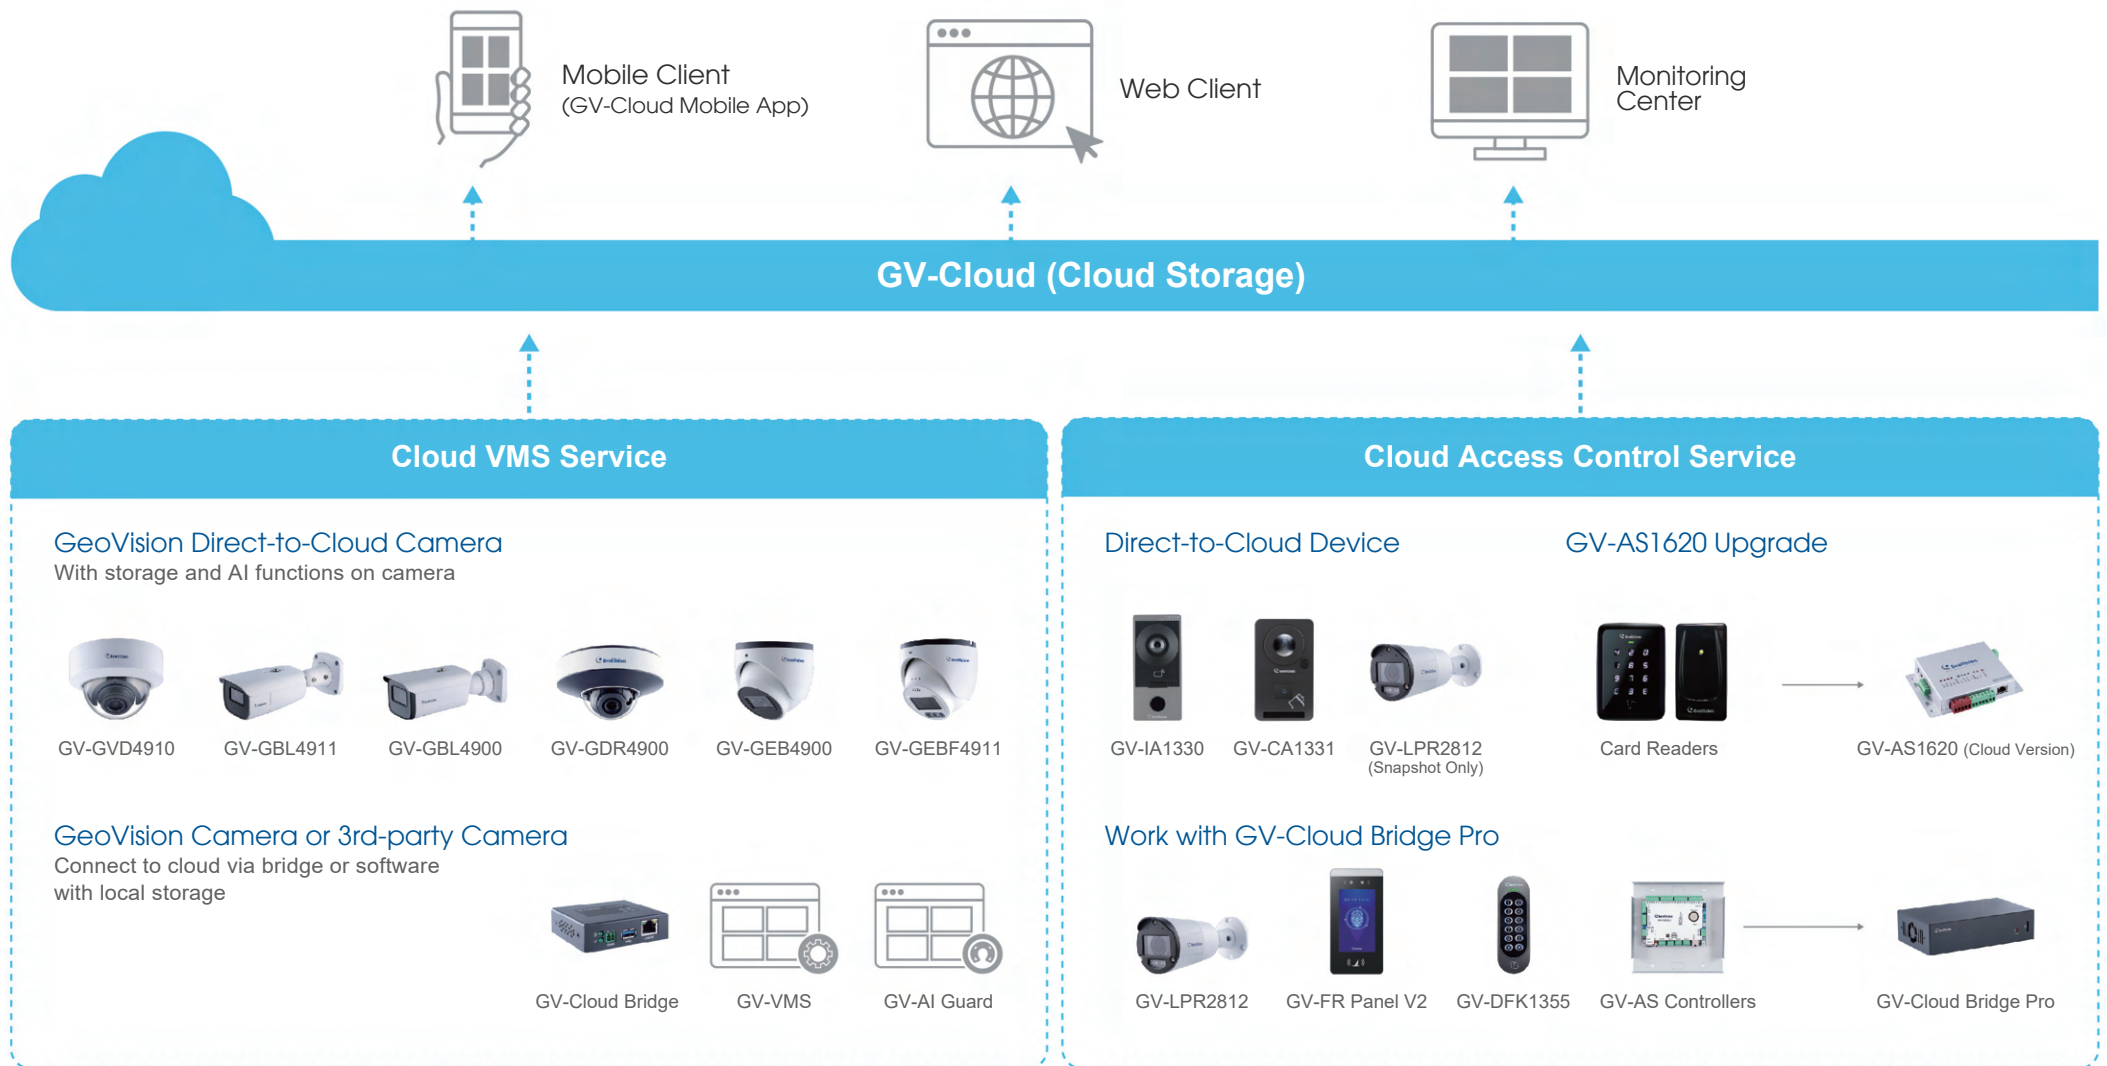 Mobile Client
(GV-Cloud Mobile App)
Web Client
Monitoring
Center
GV-Cloud (Cloud Storage)
Cloud VMS Service
GeoVision Direct-to-Cloud Camera
With storage and AI functions on camera
GV-GVD4910
GV-GBL4911
GV-GBL4900
GV-GDR4900
GV-GEB4900
GV-GEBF4911
GeoVision Camera or 3rd-party Camera
Connect to cloud via bridge or software
with local storage
GV-Cloud Bridge
GV-VMS
GV-AI Guard
Cloud Access Control Service
Direct-to-Cloud Device
GV-IA1330
GV-CA1331
GV-LPR2812
(Snapshot Only)
GV-AS1620 Upgrade
Card Readers
GV-AS1620 (Cloud Version)
Work with GV-Cloud Bridge Pro
GV-LPR2812
GV-FR Panel V2
GV-DFK1355
GV-AS Controllers
GV-Cloud Bridge Pro